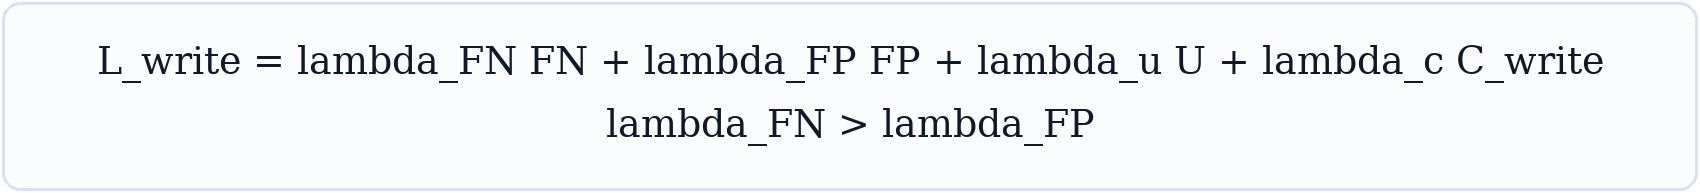 L_write = lambda_FN FN + lambda_FP FP + lambda_u U + lambda_c C_write
lambda_FN > lambda_FP